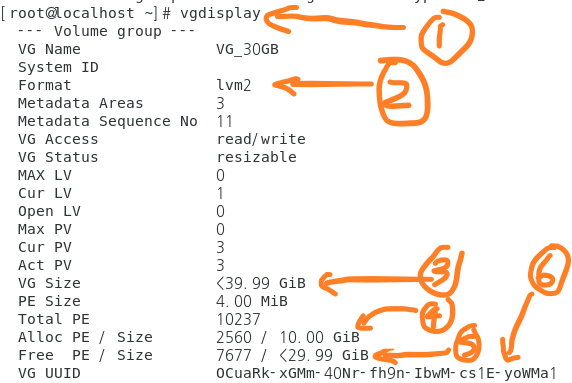 [root@localhost ~]# vgdisplay
1
--- Volume group ---
VG Name VG_30GB
System ID
Format lvm2
2
Metadata Areas 3
Metadata Sequence No 11
VG Access read/write
VG Status resizable
MAX LV 0
Cur LV 1
Open LV 0
Max PV 0
Cur PV 3
Act PV 3
VG Size <39.99 GiB
3
6
PE Size 4.00 MiB
Total PE 10237
4
Alloc PE / Size 2560 / 10.00 GiB
5
Free PE / Size 7677 / <29.99 GiB
VG UUID OCuaRk-xGMm-40Nr-fh9n-IbwM-cs1E-yoWMa1